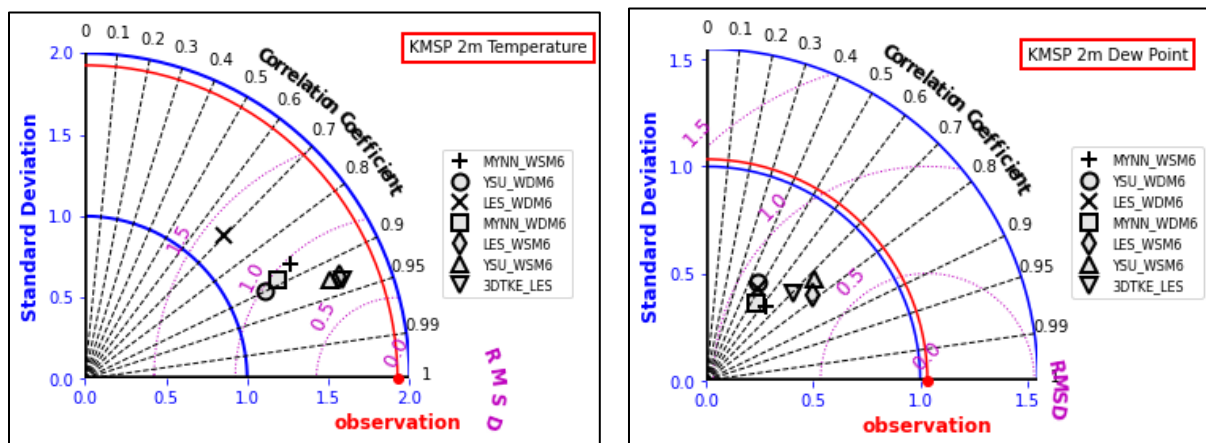 KMSP 2m Temperature
0 0.1 0.2 0.3 0.4 0.5 0.6 0.7 0.8 0.9 0.95 0.99 1
Correlation Coefficient
Standard Deviation
2.0
1.5
1.0
0.5
0.0
0.0 0.5 1.0 1.5 2.0
observation
1.5 1.0 0.5 0.0
RMSD
MYNN_WSM6
YSU_WDM6
LES_WDM6
MYNN_WDM6
LES_WSM6
YSU_WSM6
3DTKE_LES
KMSP 2m Dew Point
0 0.1 0.2 0.3 0.4 0.5 0.6 0.7 0.8 0.9 0.95 0.99 1
Correlation Coefficient
Standard Deviation
1.5
1.0
0.5
0.0
0.0 0.5 1.0 1.5
observation
1.5 1.0 0.5 0.0
RMSD
MYNN_WSM6
YSU_WDM6
LES_WDM6
MYNN_WDM6
LES_WSM6
YSU_WSM6
3DTKE_LES